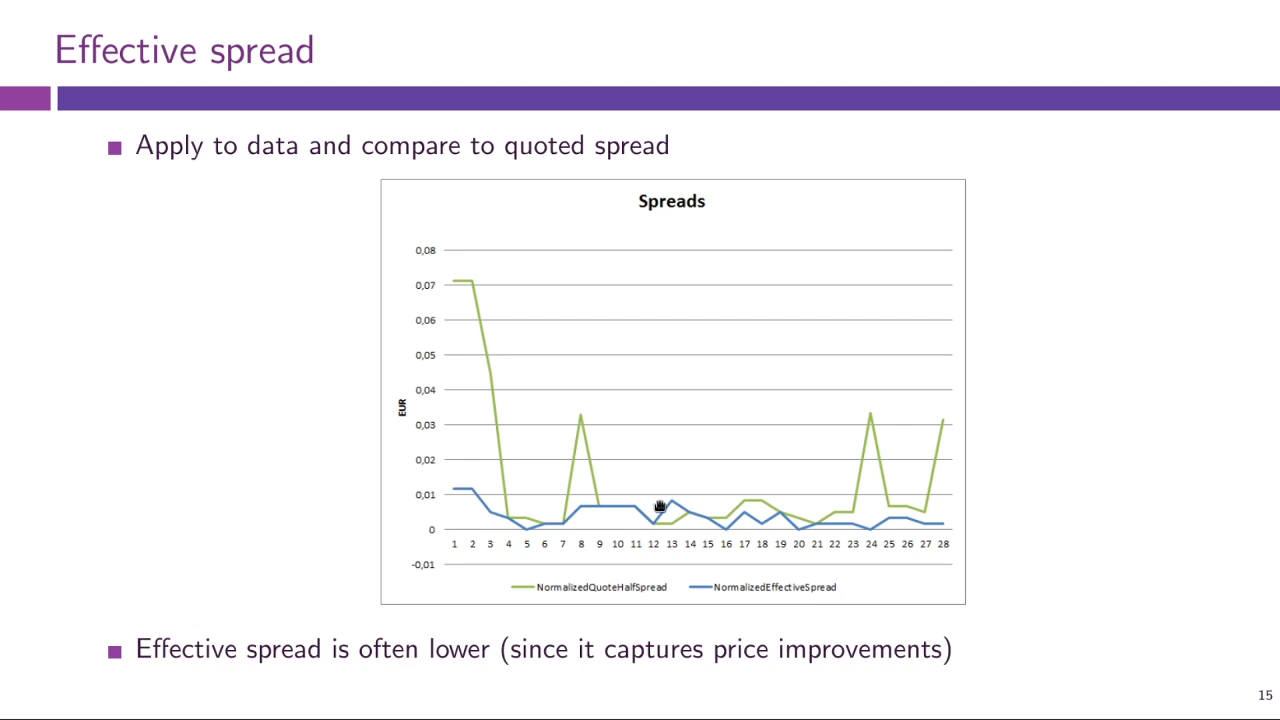 Effective spread
Apply to data and compare to quoted spread
Spreads
0,08
0,07
0,06
0,05
0,04
0,03
0,02
0,01
0
-0,01
EUR
1 2 3 4 5 6 7 8 9 10 11 12 13 14 15 16 17 18 19 20 21 22 23 24 25 26 27 28
NormalizedQuoteHalfSpread NormalizedEffectiveSpread
Effective spread is often lower (since it captures price improvements)
15